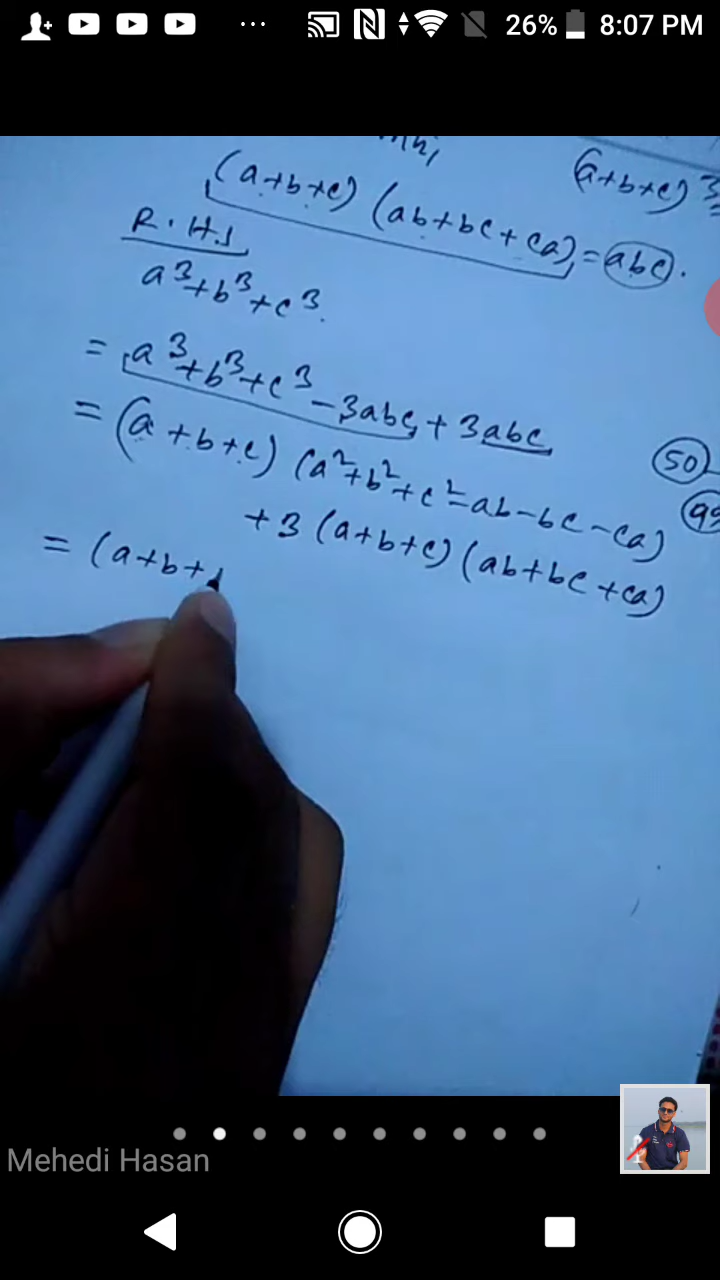 26% 8:07 PM
(a+b+c) 3
(a+b+c) (ab+bc+ca) = abc.
R.H.S
a³+b³+c³.
= a³+b³+c³-3abc+3abc
= (a+b+c) (a²+b²+c²-ab-bc-ca)
50
+3(a+b+c)(ab+bc+ca)
= (a+b+
Mehedi Hasan